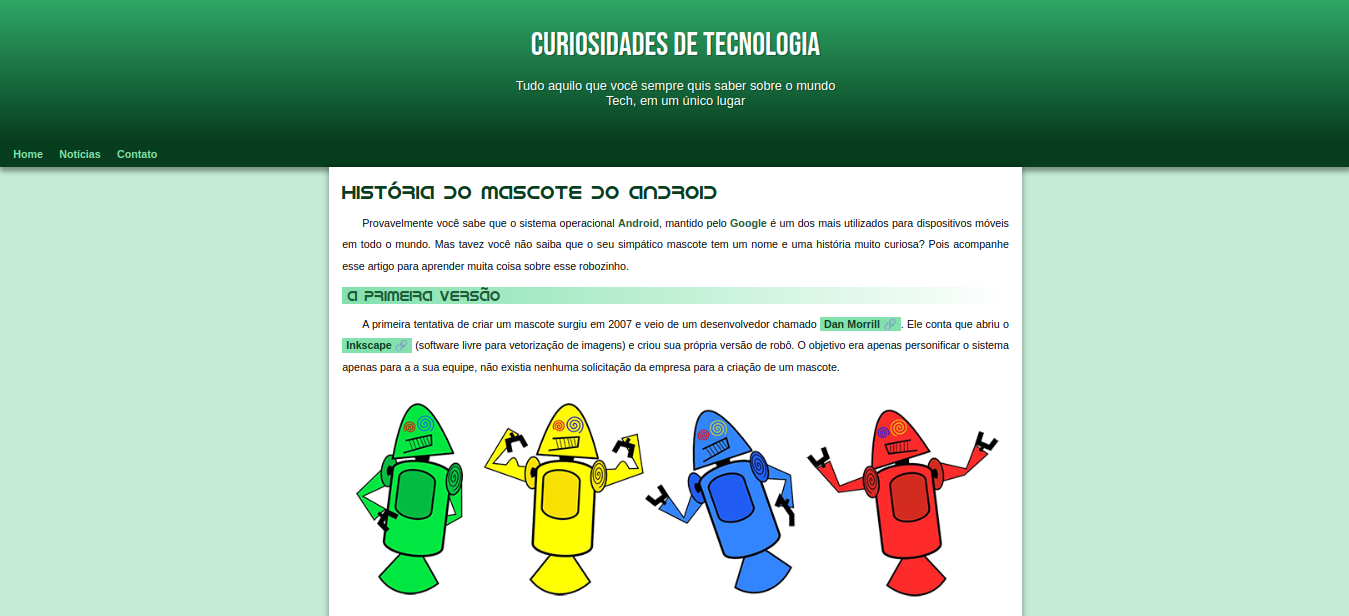 CURIOSIDADES DE TECNOLOGIA
Tudo aquilo que você sempre quis saber sobre o mundo
Tech, em um único lugar
Home Notícias Contato
HISTÓRIA DO MASCOTE DO ANDROID
Provavelmente você sabe que o sistema operacional Android, mantido pelo Google é um dos mais utilizados para dispositivos móveis
em todo o mundo. Mas tavez você não saiba que o seu simpático mascote tem um nome e uma história muito curiosa? Pois acompanhe
esse artigo para aprender muita coisa sobre esse robozinho.
A PRIMEIRA VERSÃO
A primeira tentativa de criar um mascote surgiu em 2007 e veio de um desenvolvedor chamado Dan Morrill 🔗. Ele conta que abriu o
Inkscape 🔗 (software livre para vetorização de imagens) e criou sua própria versão de robô. O objetivo era apenas personificar o sistema
apenas para a a sua equipe, não existia nenhuma solicitação da empresa para a criação de um mascote.